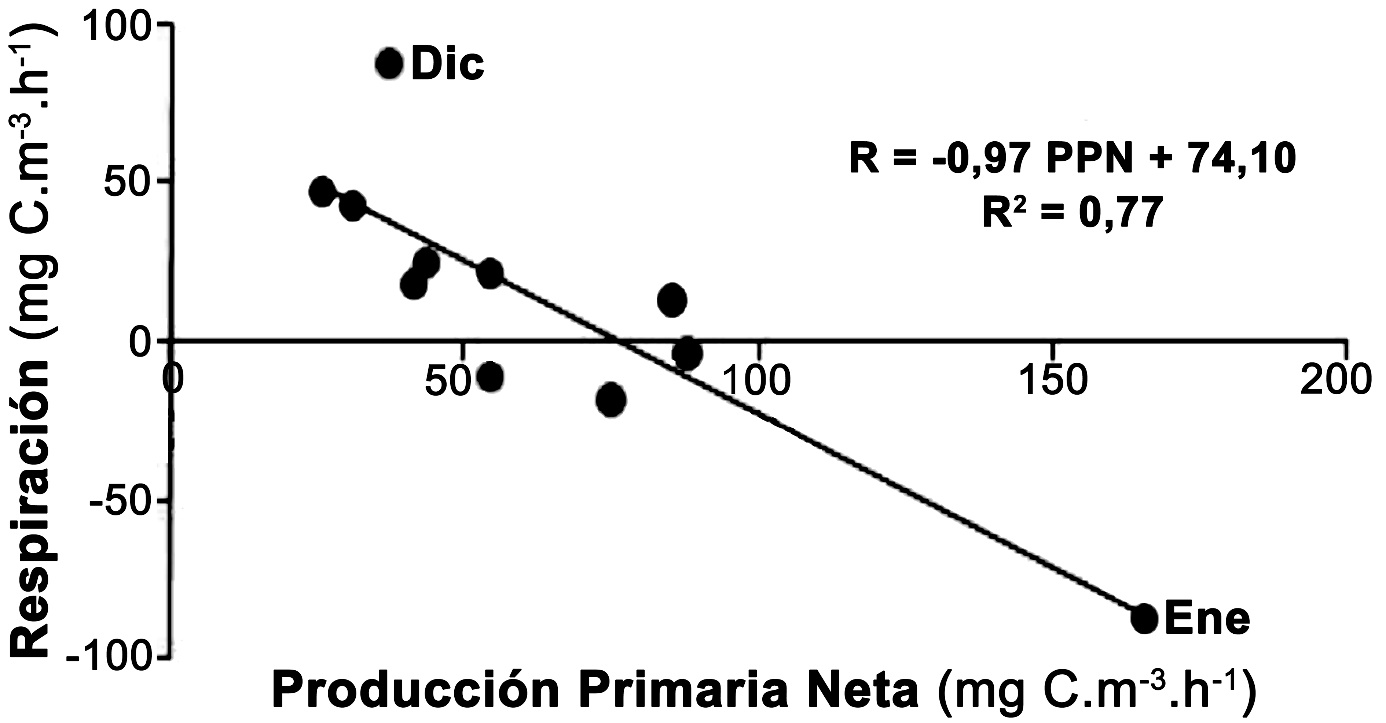 100
50
0
-50
-100
Respiración (mg C.m⁻³.h⁻¹)
Dic
R = -0,97 PPN + 74,10
R² = 0,77
0
50
100
150
200
Ene
Producción Primaria Neta (mg C.m⁻³.h⁻¹)